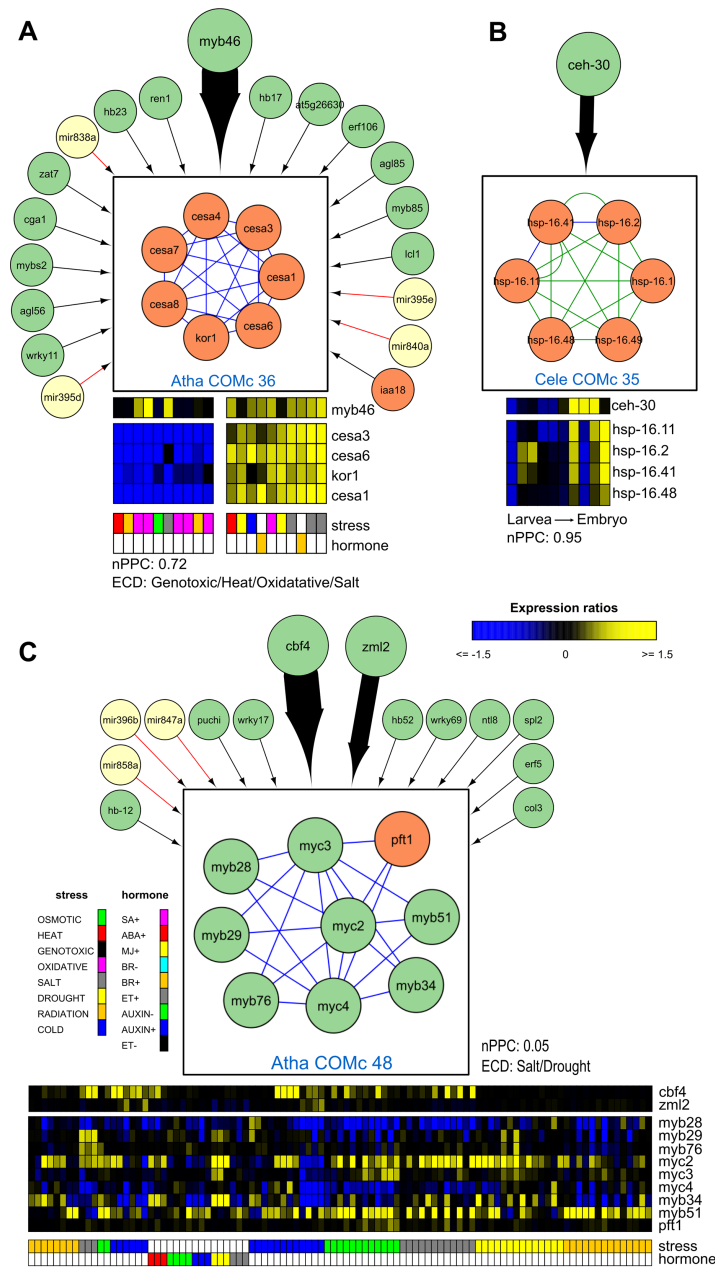 A
myb46
hb23
ren1
hb17
at5g26630
erf106
mir838a
agl85
zat7
myb85
cga1
lcl1
mybs2
mir395e
agl56
mir840a
wrky11
iaa18
mir395d
cesa4
cesa3
cesa7
cesa1
cesa8
cesa6
kor1
Atha COMc 36
myb46
cesa3
cesa6
kor1
cesa1
stress
hormone
nPPC: 0.72
ECD: Genotoxic/Heat/Oxidatative/Salt
B
ceh-30
hsp-16.41
hsp-16.2
hsp-16.11
hsp-16.1
hsp-16.48
hsp-16.49
Cele COMc 35
ceh-30
hsp-16.11
hsp-16.2
hsp-16.41
hsp-16.48
Larvea Embryo
nPPC: 0.95
Expression ratios
<= -1.5 0 >= 1.5
C
cbf4
zml2
mir396b
mir847a
puchi
wrky17
hb52
wrky69
ntl8
spl2
mir858a
erf5
hb-12
col3
myc3
pft1
myb28
myc2
myb51
myb29
myb34
myb76
myc4
Atha COMc 48
stress hormone
OSMOTIC SA+
HEAT ABA+
GENOTOXIC MJ+
OXIDATIVE BR-
SALT BR+
DROUGHT ET+
RADIATION AUXIN-
COLD AUXIN+
ET-
nPPC: 0.05
ECD: Salt/Drought
cbf4
zml2
myb28
myb29
myb76
myc2
myc3
myc4
myb34
myb51
pft1
stress
hormone